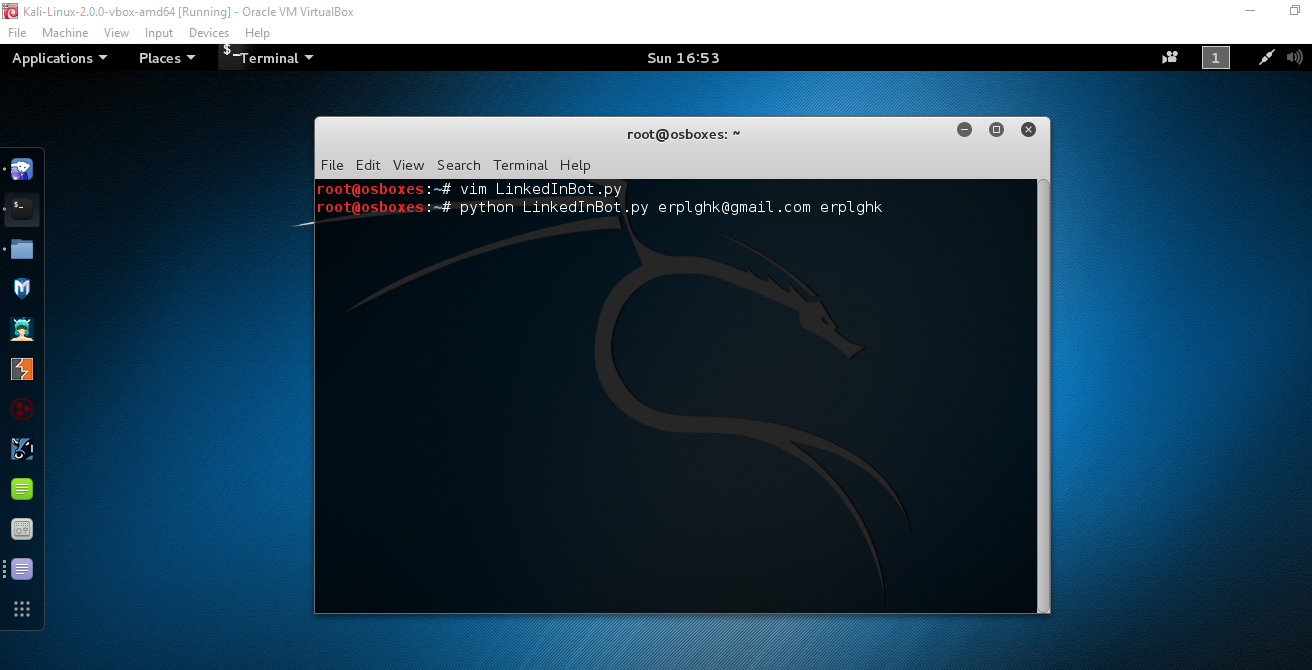 Kali-Linux-2.0.0-vbox-amd64 [Running] - Oracle VM VirtualBox
File Machine View Input Devices Help
Applications Places $_ Terminal Sun 16:53 1
root@osboxes: ~
File Edit View Search Terminal Help
root@osboxes:~# vim LinkedInBot.py
root@osboxes:~# python LinkedInBot.py erplghk@gmail.com erplghk